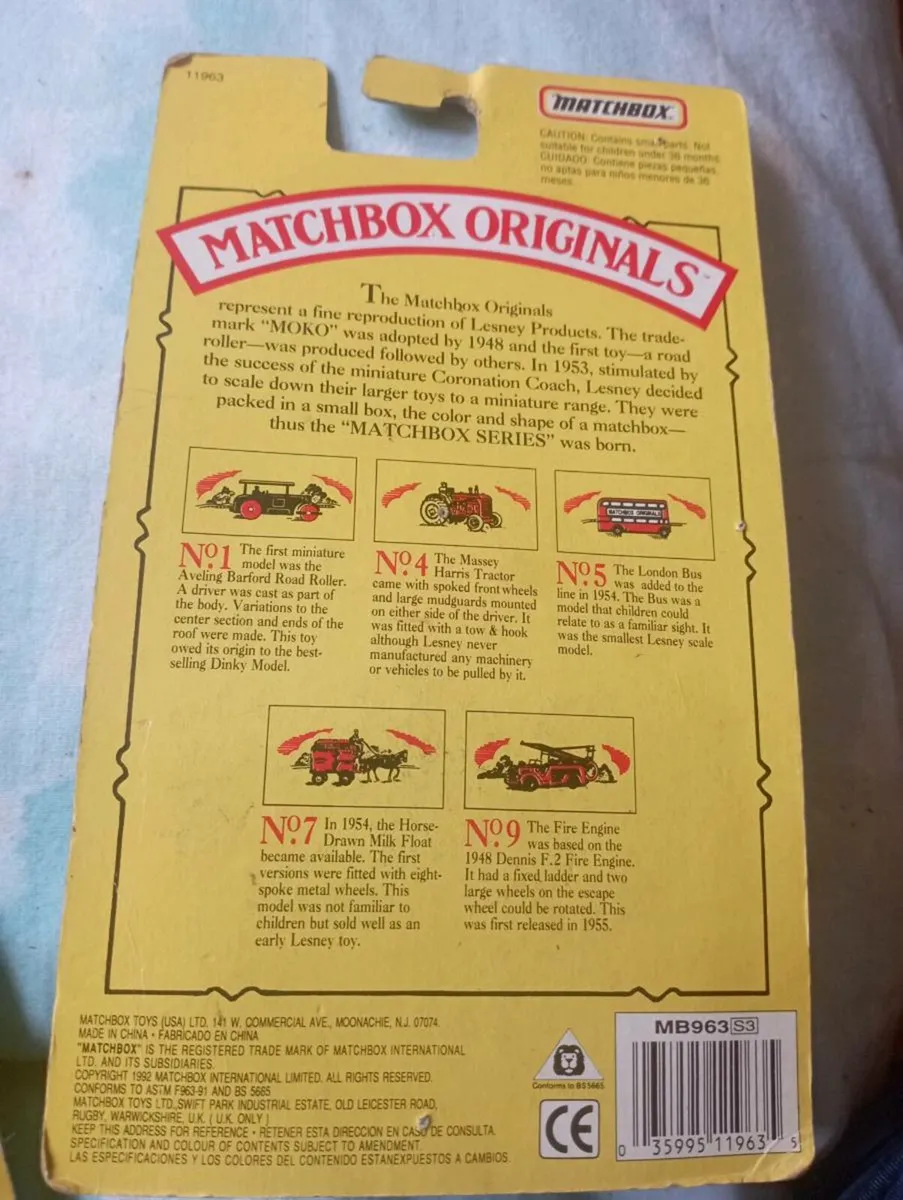 11963
MATCHBOX
CAUTION: Contains small parts. Not
suitable for children under 36 months.
CUIDADO: Contiene piezas pequeñas,
no aptas para niños menores de 36
meses.
MATCHBOX ORIGINALS™
The Matchbox Originals
represent a fine reproduction of Lesney Products. The trade-
mark "MOKO" was adopted by 1948 and the first toy—a road
roller—was produced followed by others. In 1953, stimulated by
the success of the miniature Coronation Coach, Lesney decided
to scale down their larger toys to a miniature range. They were
packed in a small box, the color and shape of a matchbox—
thus the "MATCHBOX SERIES" was born.
Nº.1 The first miniature
model was the
Aveling Barford Road Roller.
A driver was cast as part of
the body. Variations to the
center section and ends of the
roof were made. This toy
owed its origin to the best-
selling Dinky Model.
Nº.4 The Massey
Harris Tractor
came with spoked front wheels
and large mudguards mounted
on either side of the driver. It
was fitted with a tow & hook
although Lesney never
manufactured any machinery
or vehicles to be pulled by it.
MATCHBOX ORIGINALS
Nº.5 The London Bus
was added to the
line in 1954. The Bus was a
model that children could
relate to as a familiar sight. It
was the smallest Lesney scale
model.
Nº.7 In 1954, the Horse-
Drawn Milk Float
became available. The first
versions were fitted with eight-
spoke metal wheels. This
model was not familiar to
children but sold well as an
early Lesney toy.
Nº.9 The Fire Engine
was based on the
1948 Dennis F.2 Fire Engine.
It had a fixed ladder and two
large wheels on the escape
wheel could be rotated. This
was first released in 1955.
MATCHBOX TOYS (USA) LTD. 141 W. COMMERCIAL AVE., MOONACHIE, N.J. 07074.
MADE IN CHINA • FABRICADO EN CHINA
"MATCHBOX" IS THE REGISTERED TRADE MARK OF MATCHBOX INTERNATIONAL
LTD. AND ITS SUBSIDIARIES.
COPYRIGHT 1992 MATCHBOX INTERNATIONAL LIMITED. ALL RIGHTS RESERVED.
CONFORMS TO ASTM F963-91 AND BS 5665
MATCHBOX TOYS LTD.,SWIFT PARK INDUSTRIAL ESTATE, OLD LEICESTER ROAD,
RUGBY, WARWICKSHIRE, U.K. ( U.K. ONLY )
KEEP THIS ADDRESS FOR REFERENCE • RETENER ESTA DIRECCION EN CASO DE CONSULTA.
SPECIFICATION AND COLOUR OF CONTENTS SUBJECT TO AMENDMENT.
LAS ESPECIFICACIONES Y LOS COLORES DEL CONTENIDO ESTANEXPUESTOS A CAMBIOS.
Conforms to BS 5665
CE
MB963 S3
0 35995 11963 5